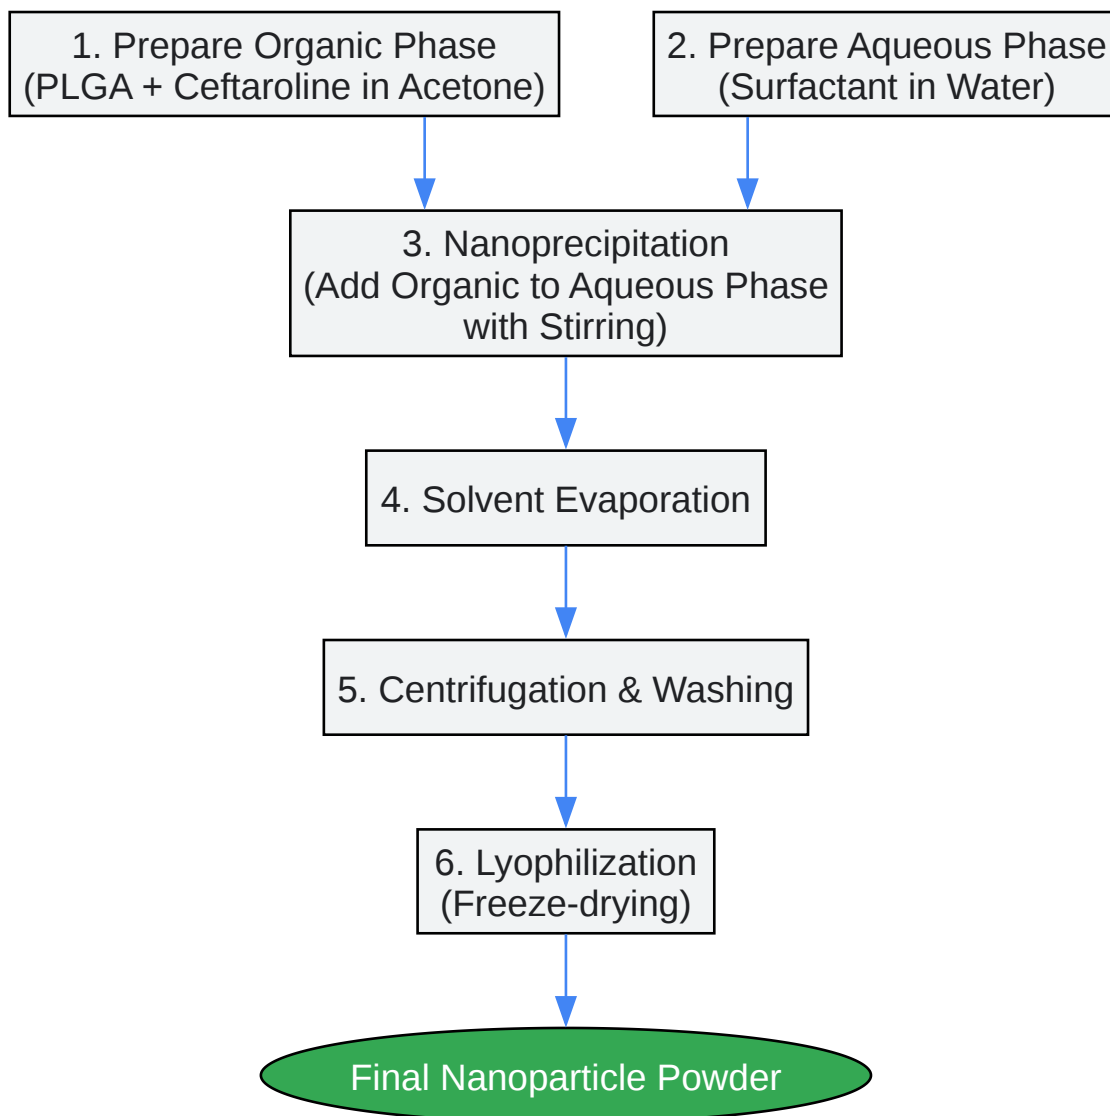 1. Prepare Organic Phase
(PLGA + Ceftaroline in Acetone)
2. Prepare Aqueous Phase
(Surfactant in Water)
3. Nanoprecipitation
(Add Organic to Aqueous Phase
with Stirring)
4. Solvent Evaporation
5. Centrifugation & Washing
6. Lyophilization
(Freeze-drying)
Final Nanoparticle Powder